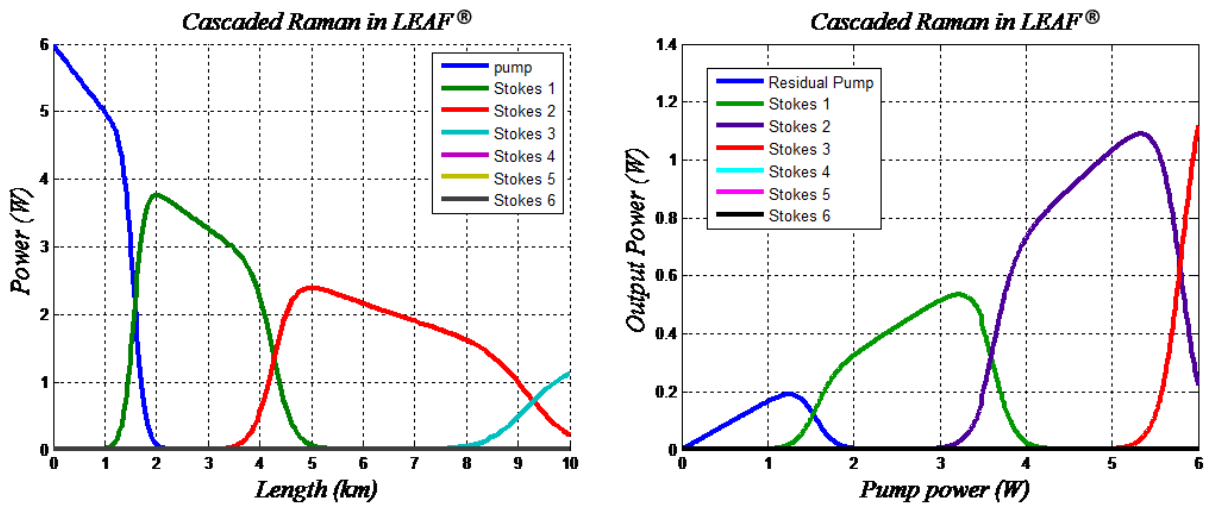 Cascaded Raman in LEAF®
6
5
4
3
2
1
0
Power (W)
pump
Stokes 1
Stokes 2
Stokes 3
Stokes 4
Stokes 5
Stokes 6
0 1 2 3 4 5 6 7 8 9 10
Length (km)
Cascaded Raman in LEAF®
1.4
1.2
1
0.8
0.6
0.4
0.2
0
Output Power (W)
Residual Pump
Stokes 1
Stokes 2
Stokes 3
Stokes 4
Stokes 5
Stokes 6
0 1 2 3 4 5 6
Pump power (W)